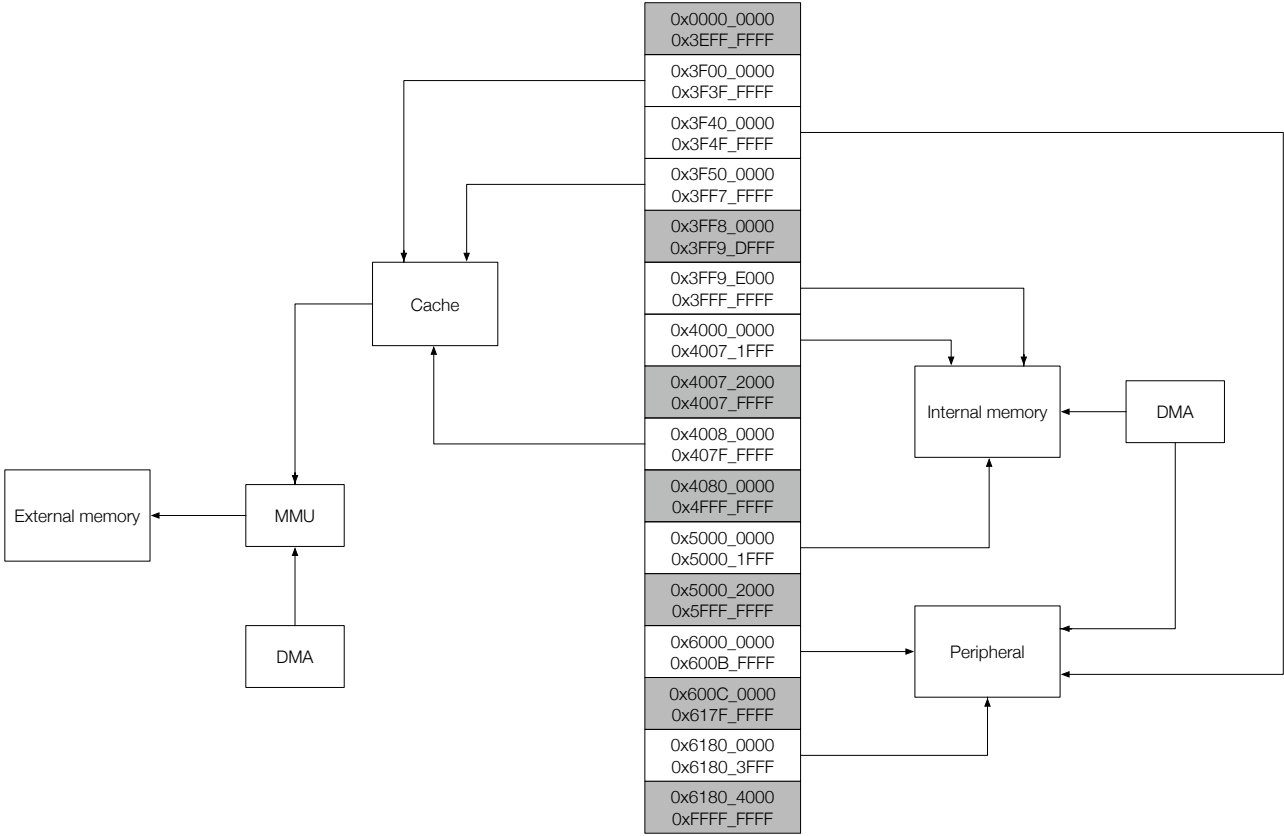 0x0000_0000
0x3EFF_FFFF
0x3F00_0000
0x3F3F_FFFF
0x3F40_0000
0x3F4F_FFFF
0x3F50_0000
0x3FF7_FFFF
0x3FF8_0000
0x3FF9_DFFF
0x3FF9_E000
0x3FFF_FFFF
0x4000_0000
0x4007_1FFF
0x4007_2000
0x4007_FFFF
0x4008_0000
0x407F_FFFF
0x4080_0000
0x4FFF_FFFF
0x5000_0000
0x5000_1FFF
0x5000_2000
0x5FFF_FFFF
0x6000_0000
0x600B_FFFF
0x600C_0000
0x617F_FFFF
0x6180_0000
0x6180_3FFF
0x6180_4000
0xFFFF_FFFF
Cache
External memory
MMU
DMA
Internal memory
DMA
Peripheral